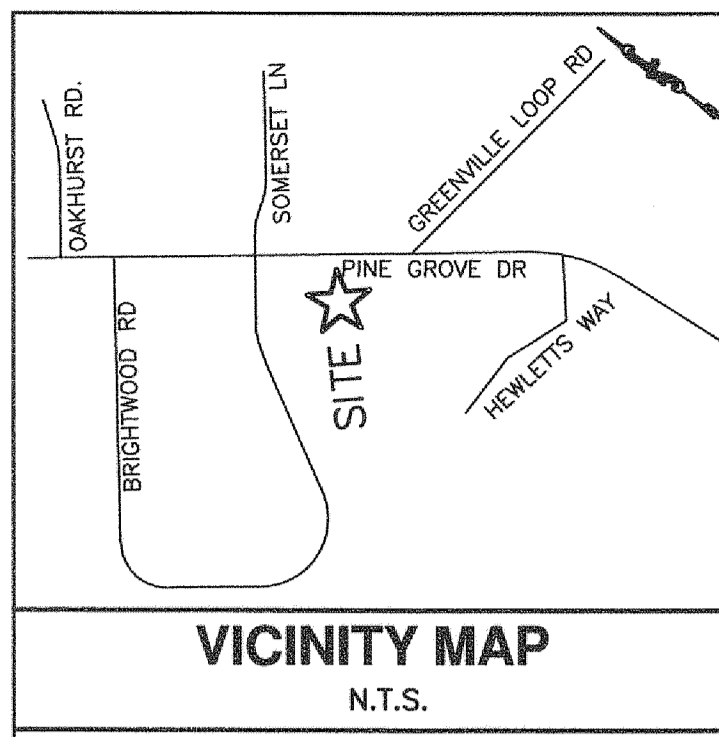 OAKHURST RD.
SOMERSET LN
GREENVILLE LOOP RD
PINE GROVE DR
BRIGHTWOOD RD
SITE
HEWLETTS WAY
VICINITY MAP
N.T.S.